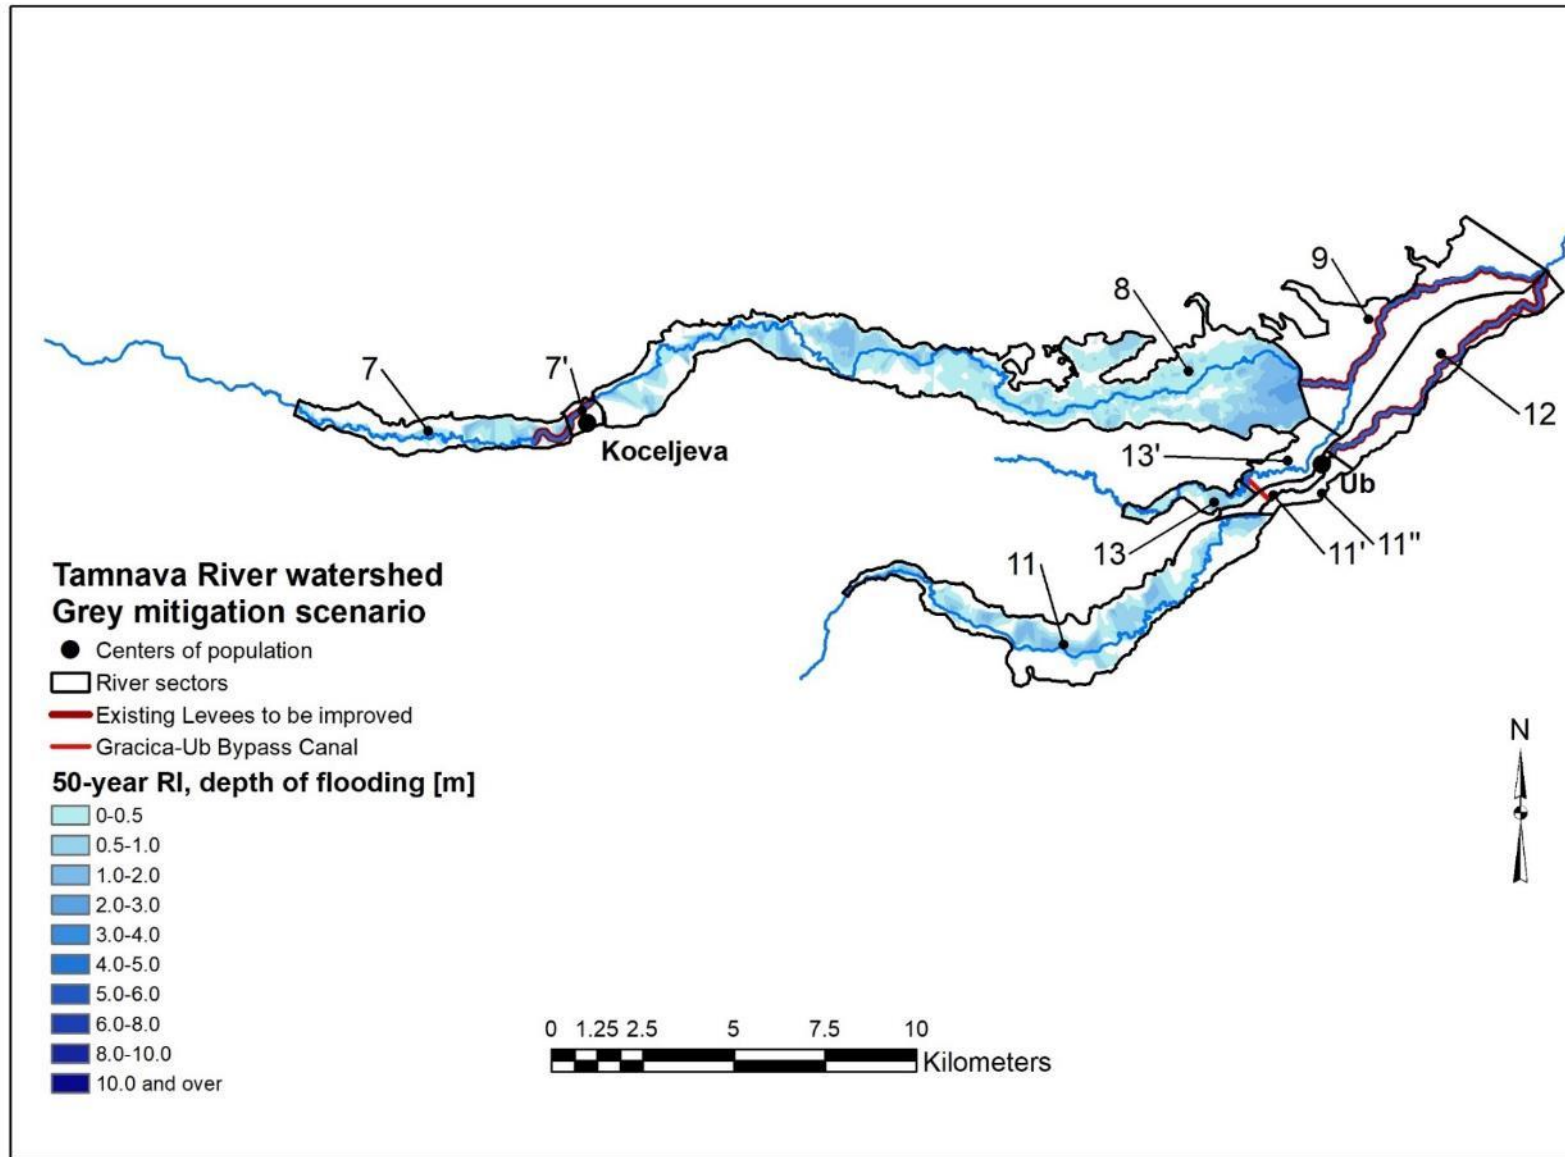 9
8
7
7'
12
Koceljeva
13'
Ub
13
11'
11"
11
Tamnava River watershed
Grey mitigation scenario
Centers of population
River sectors
Existing Levees to be improved
Gracica-Ub Bypass Canal
50-year RI, depth of flooding [m]
0-0.5
0.5-1.0
1.0-2.0
2.0-3.0
3.0-4.0
4.0-5.0
5.0-6.0
6.0-8.0
8.0-10.0
10.0 and over
N
0 1.25 2.5 5 7.5 10
Kilometers